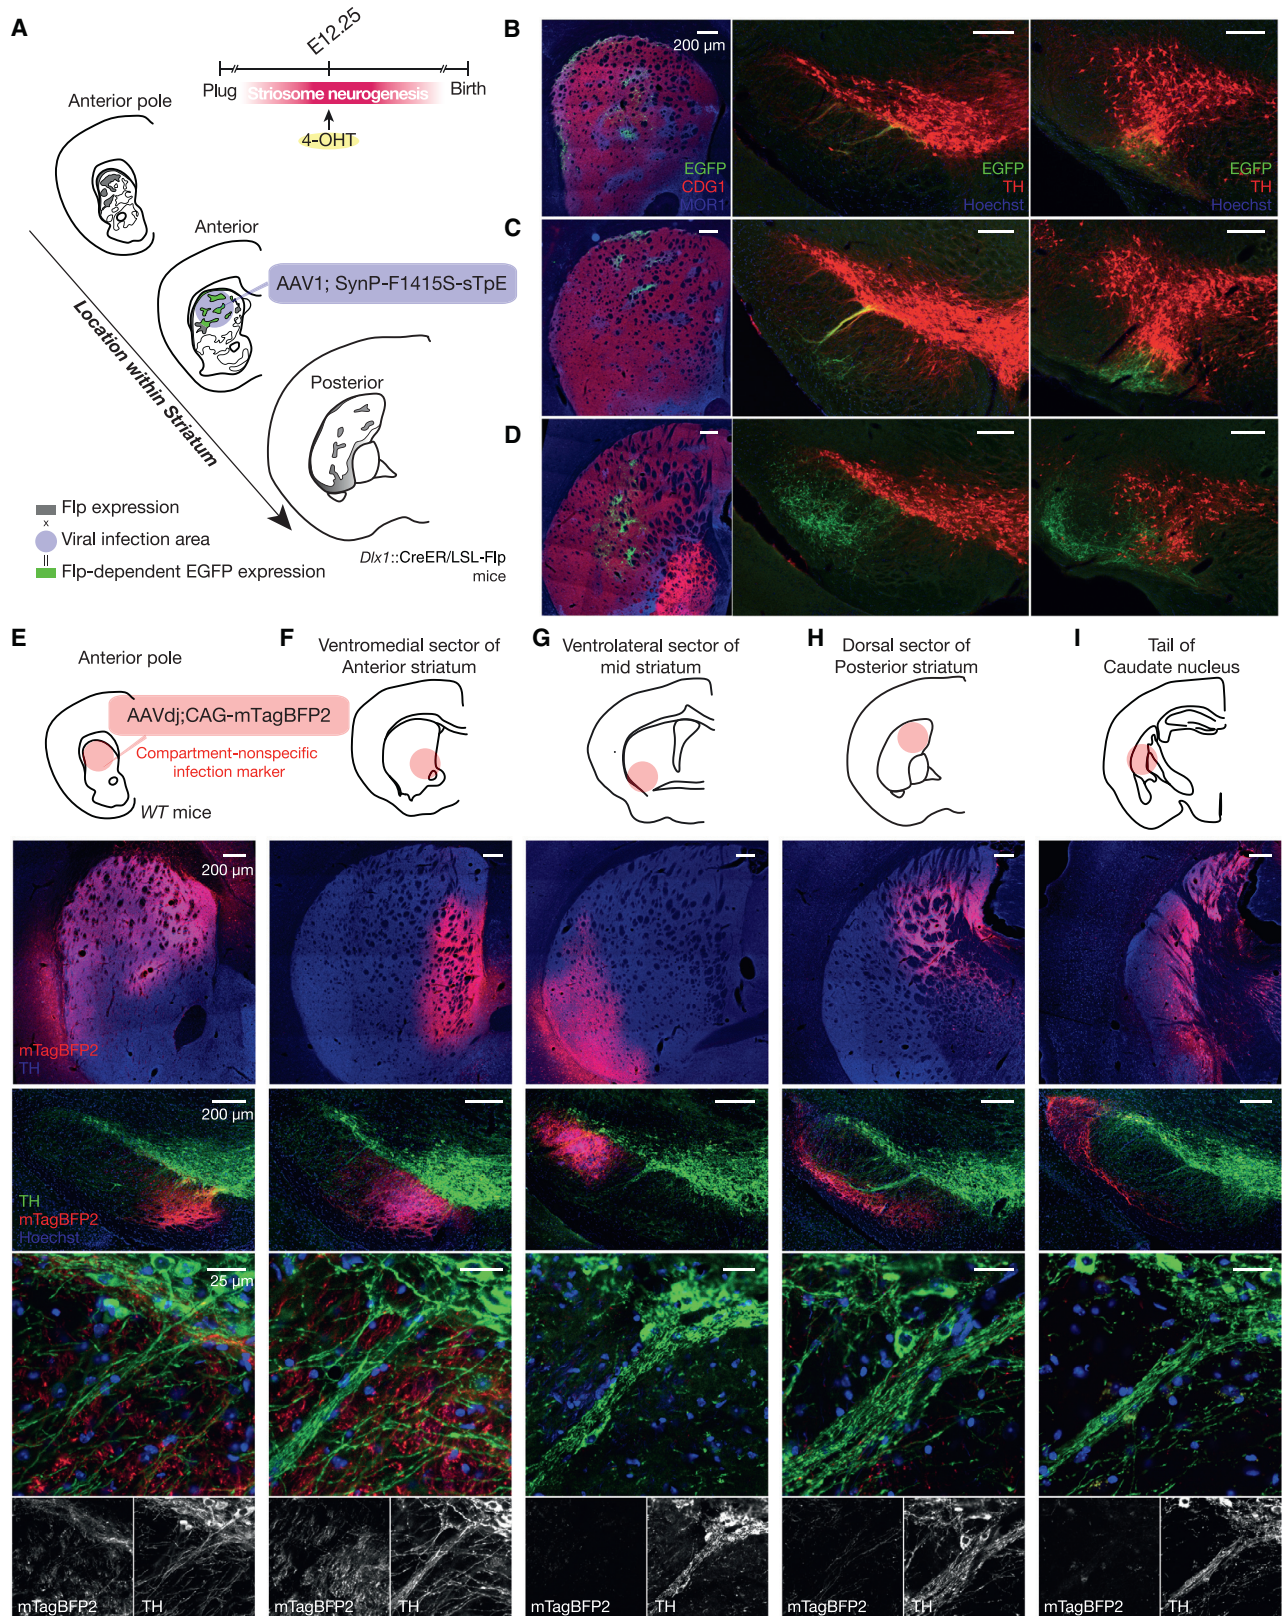 A
E12.25
Plug
Striosome neurogenesis
Birth
4-OHT
Anterior pole
Anterior
AAV1; SynP-F1415S-sTpE
Posterior
Location within Striatum
Flp expression
x
Viral infection area
=
Flp-dependent EGFP expression
Dlx1::CreER/LSL-Flp
mice
B
200 µm
EGFP
CDG1
MOR1
EGFP
TH
Hoechst
EGFP
TH
Hoechst
C
D
E
Anterior pole
AAVdj;CAG-mTagBFP2
Compartment-nonspecific
infection marker
WT mice
F
Ventromedial sector of
Anterior striatum
G
Ventrolateral sector of
mid striatum
H
Dorsal sector of
Posterior striatum
I
Tail of
Caudate nucleus
200 µm
mTagBFP2
TH
200 µm
TH
mTagBFP2
Hoechst
25 µm
mTagBFP2
TH
mTagBFP2
TH
mTagBFP2
TH
mTagBFP2
TH
mTagBFP2
TH